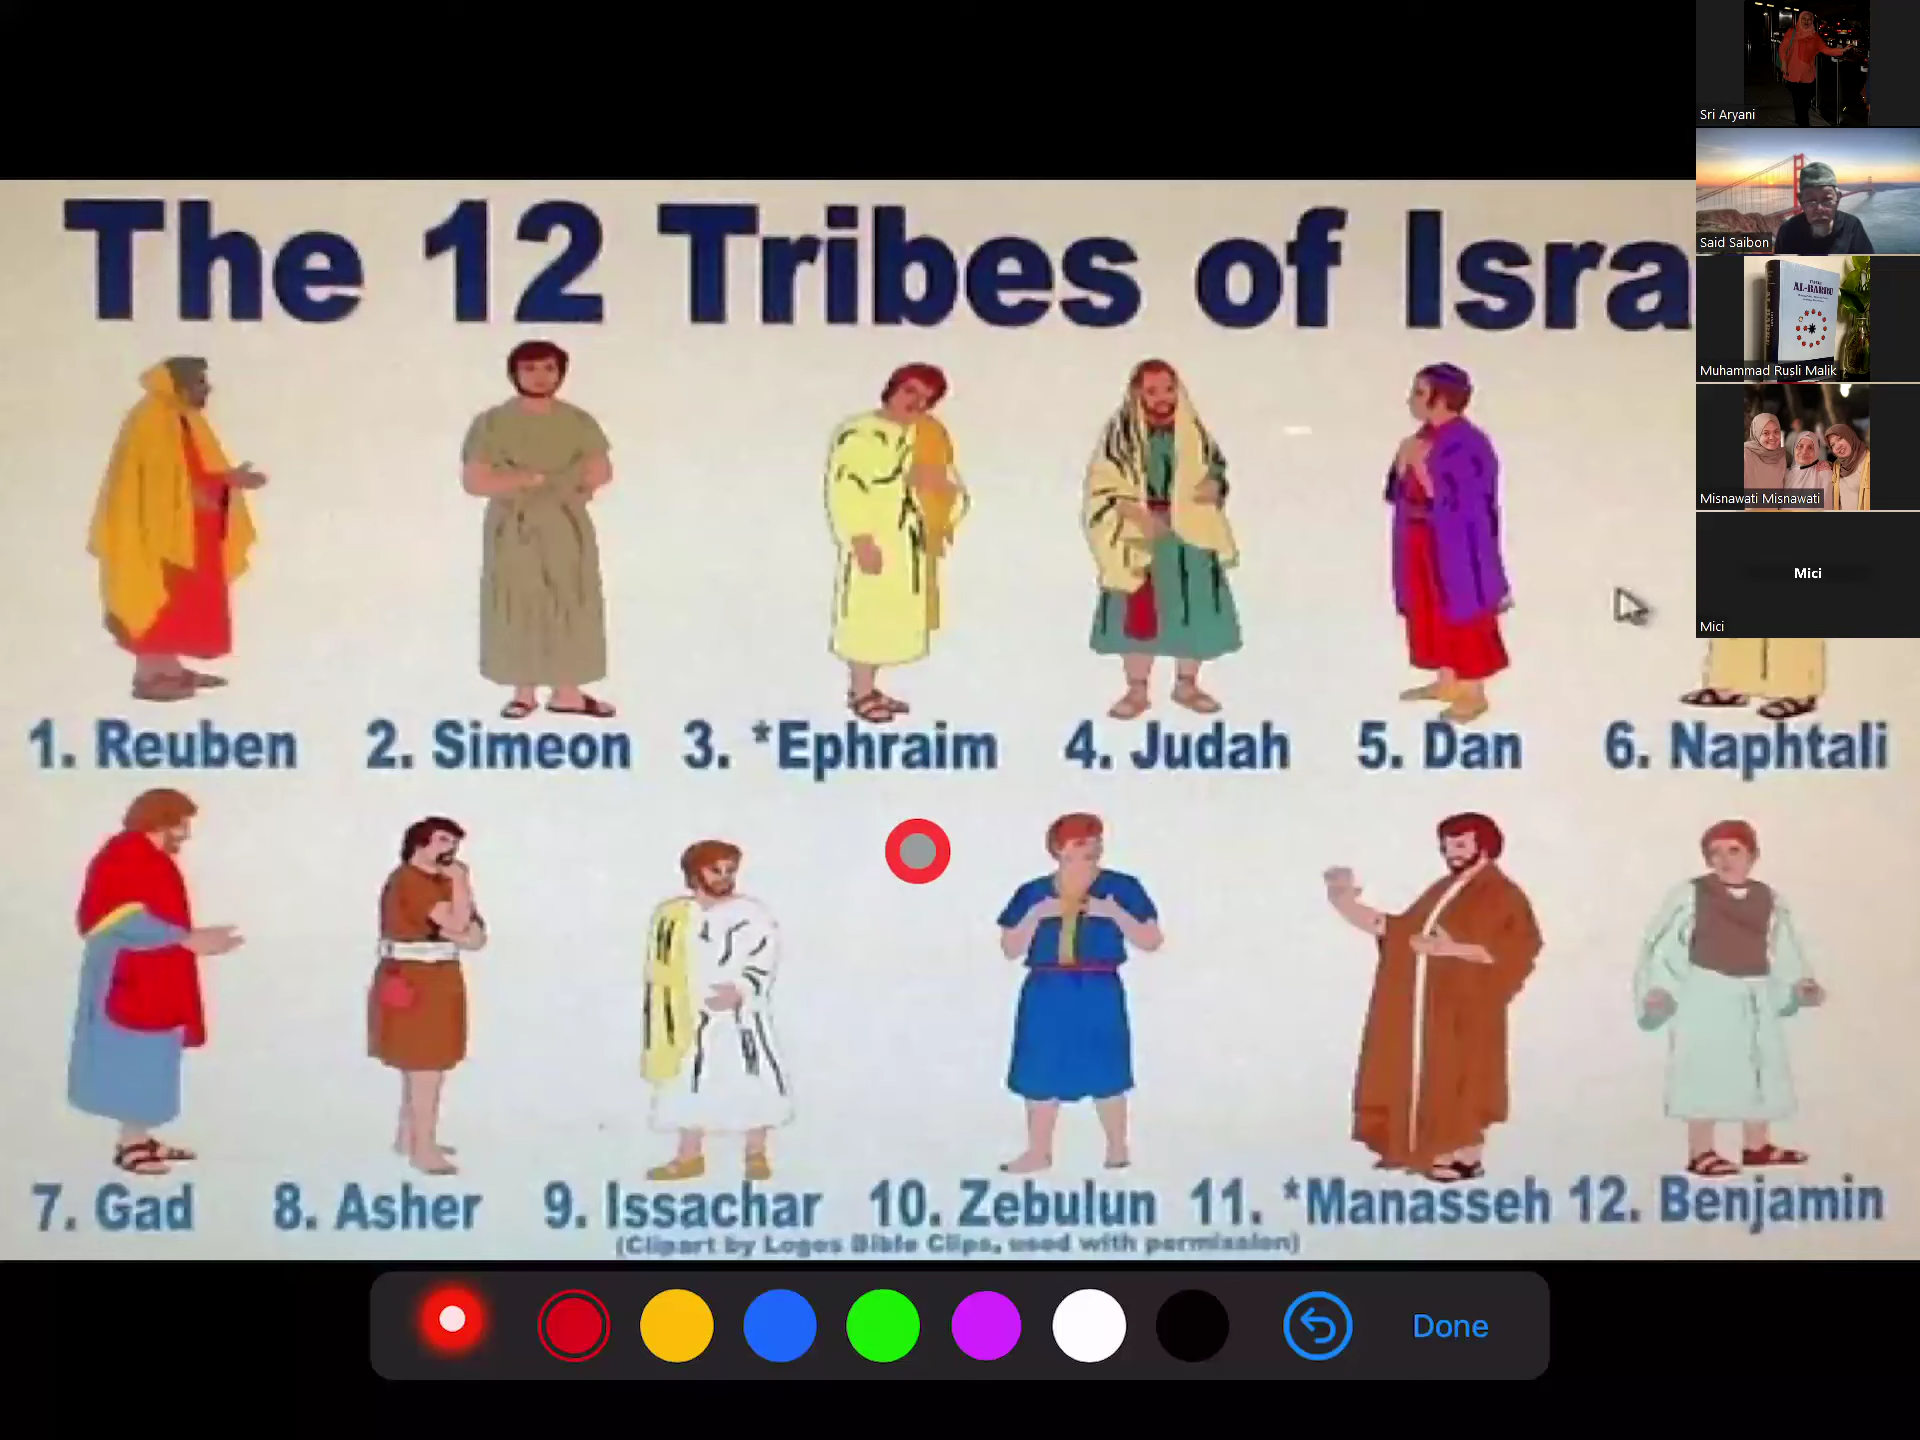 The 12 Tribes of Isra
1. Reuben 2. Simeon 3. *Ephraim 4. Judah 5. Dan 6. Naphtali
7. Gad 8. Asher 9. Issachar 10. Zebulun 11. *Manasseh 12. Benjamin
(Clipart by Logos Bible Clips, used with permission)
Done
Sri Aryani
Said Saibon
AL-BARRU
Muhammad Rusli Malik
Misnawati Misnawati
Mici
Mici